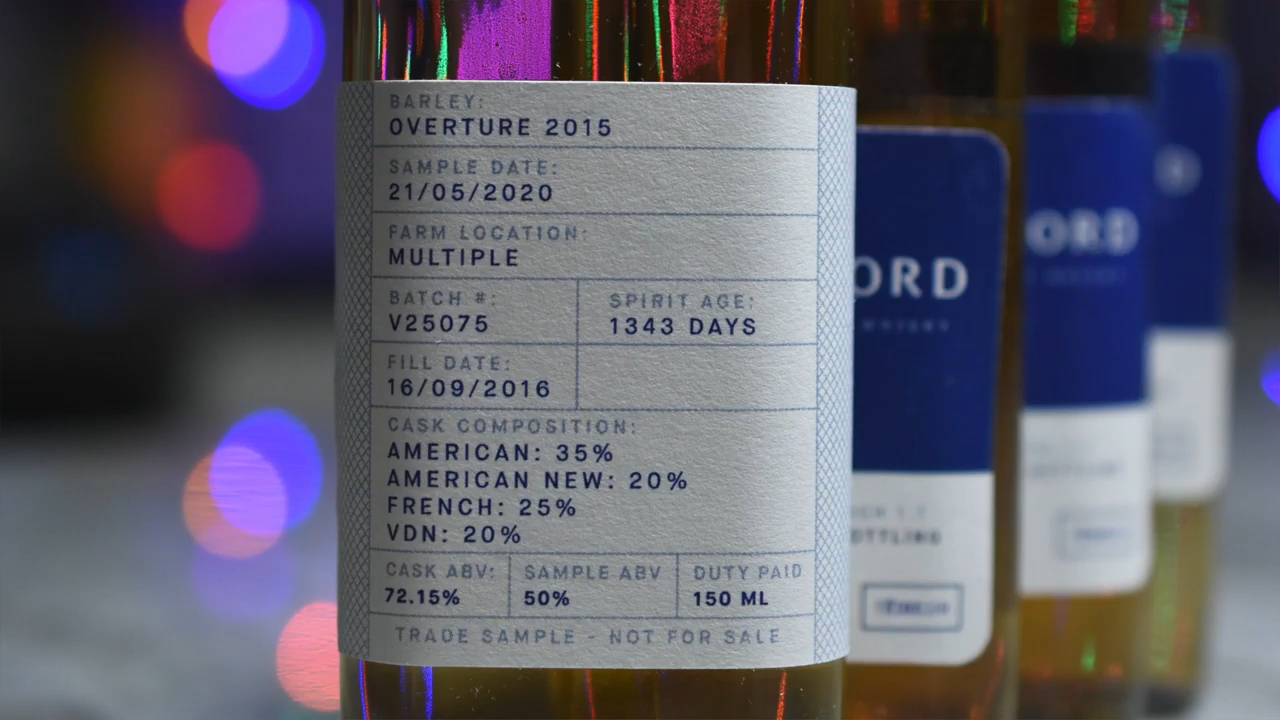 BARLEY:
OVERTURE 2015
SAMPLE DATE:
21/05/2020
FARM LOCATION:
MULTIPLE
BATCH #:
V25075
SPIRIT AGE:
1343 DAYS
FILL DATE:
16/09/2016
CASK COMPOSITION:
AMERICAN: 35%
AMERICAN NEW: 20%
FRENCH: 25%
VDN: 20%
CASK ABV:
72.15%
SAMPLE ABV
50%
DUTY PAID
150 ML
TRADE SAMPLE - NOT FOR SALE
ORD
WHISKY
OTTLING
ORD